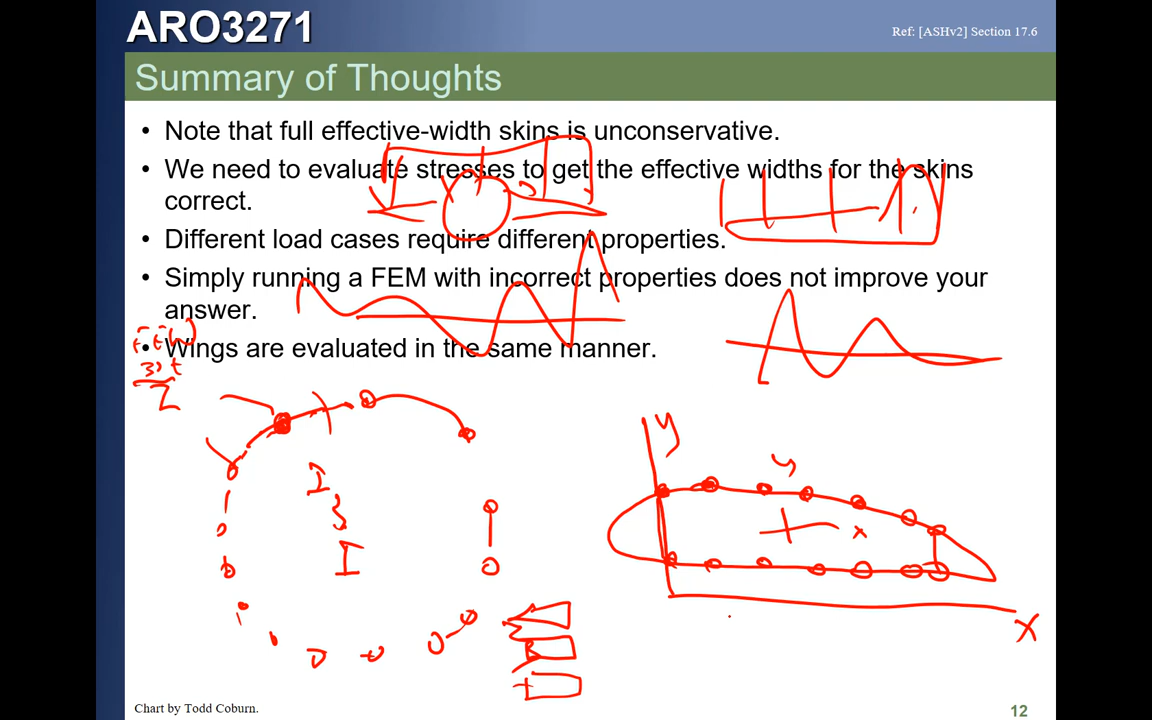 ARO3271
Ref: [ASHv2] Section 17.6
Summary of Thoughts
• Note that full effective-width skins is unconservative.
• We need to evaluate stresses to get the effective widths for the skins
correct.
• Different load cases require different properties.
• Simply running a FEM with incorrect properties does not improve your
answer.
• Wings are evaluated in the same manner.
30t
2
y
y
x
X
Chart by Todd Coburn.
12